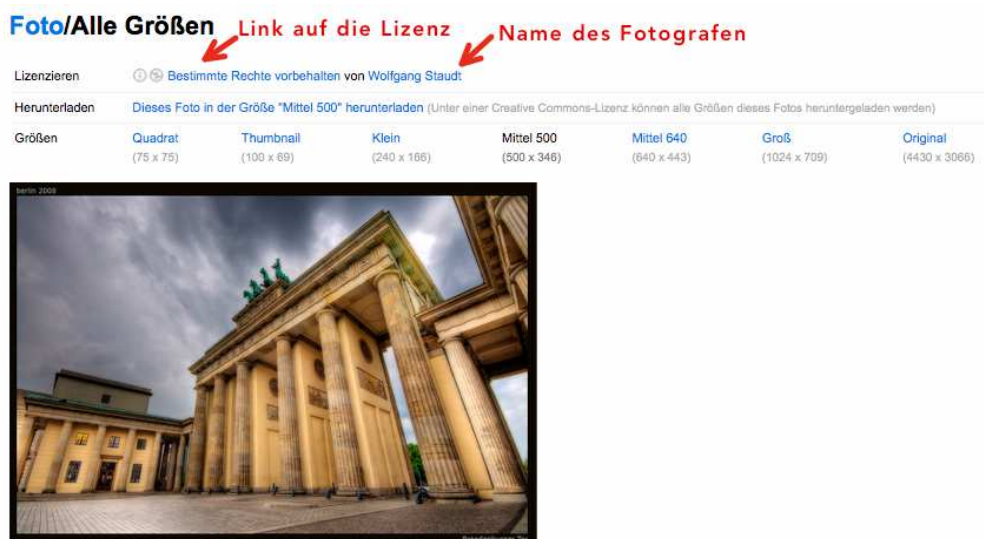 Foto/Alle Größen
Link auf die Lizenz
Name des Fotografen
Lizenzieren Bestimmte Rechte vorbehalten von Wolfgang Staudt
Herunterladen Dieses Foto in der Größe "Mittel 500" herunterladen (Unter einer Creative Commons-Lizenz können alle Größen dieses Fotos heruntergeladen werden)
Größen Quadrat Thumbnail Klein Mittel 500 Mittel 640 Groß Original
(75 x 75) (100 x 69) (240 x 166) (500 x 346) (640 x 443) (1024 x 709) (4430 x 3066)
berlin 2008
Brandenburger Tor